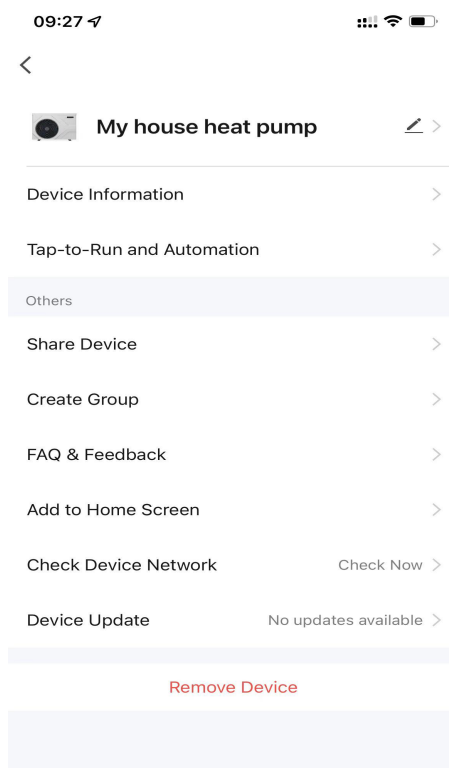 09:27
My house heat pump
Device Information
Tap-to-Run and Automation
Others
Share Device
Create Group
FAQ & Feedback
Add to Home Screen
Check Device Network Check Now
Device Update No updates available
Remove Device